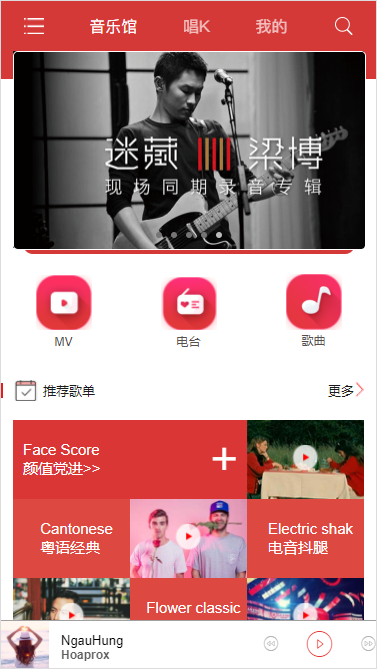 音乐馆
唱K
我的
迷藏 梁博
现场同期录音专辑
MV
电台
歌曲
推荐歌单
更多
Face Score
颜值党进>>
Cantonese
粤语经典
Electric shak
电音抖腿
Flower classic
NgauHung
Hoaprox